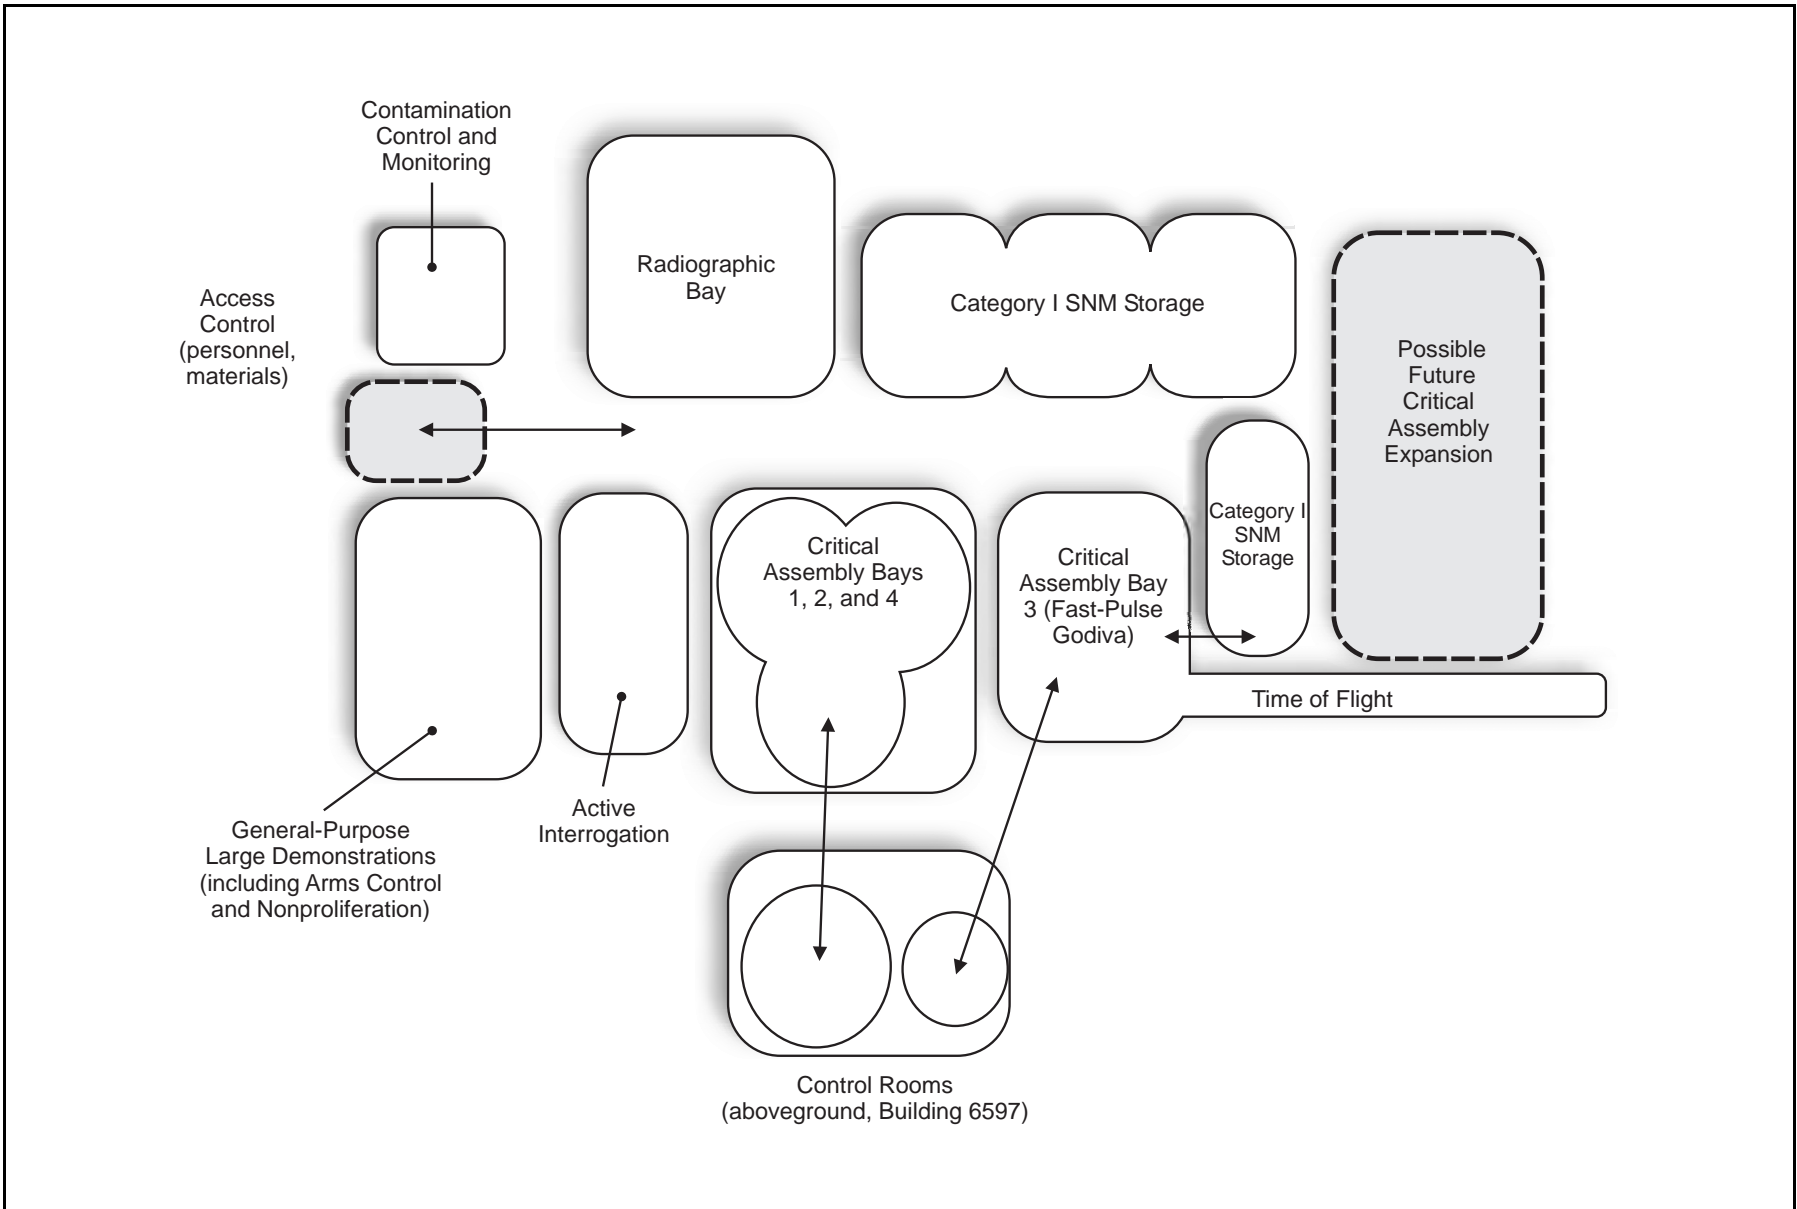 Contamination
Control and
Monitoring
Access
Control
(personnel,
materials)
Radiographic
Bay
Category I SNM Storage
Possible
Future
Critical
Assembly
Expansion
Category I
SNM
Storage
Critical
Assembly Bays
1, 2, and 4
Critical
Assembly Bay
3 (Fast-Pulse
Godiva)
Time of Flight
General-Purpose
Large Demonstrations
(including Arms Control
and Nonproliferation)
Active
Interrogation
Control Rooms
(aboveground, Building 6597)